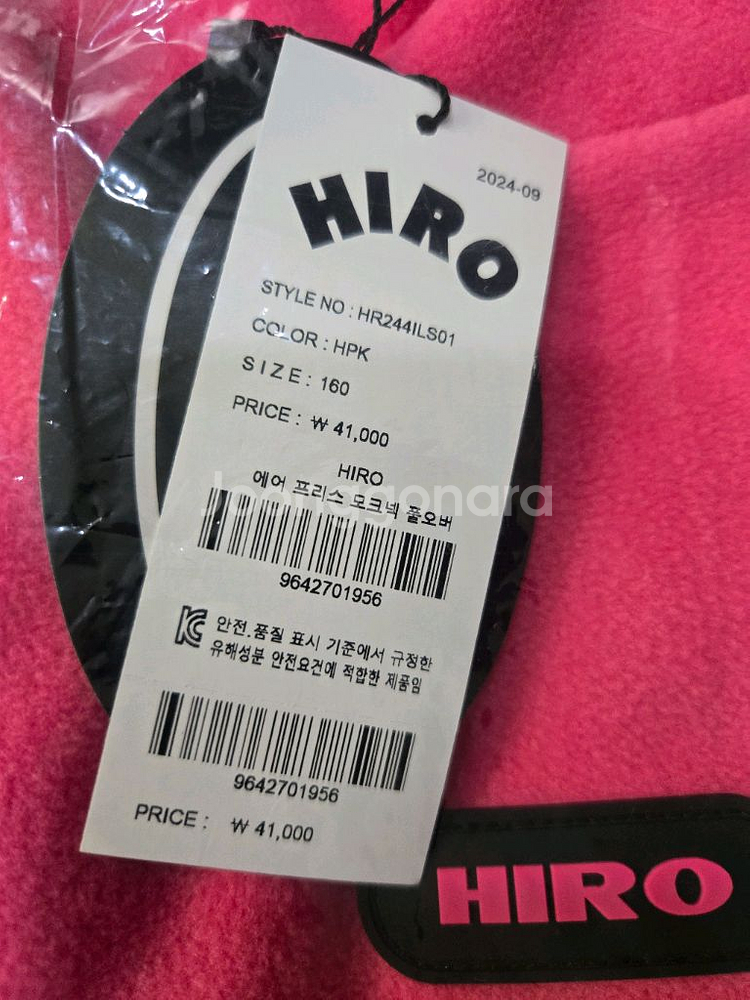 HIRO
2024-09
STYLE NO : HR244ILS01
COLOR : HPK
SIZE : 160
PRICE : ₩ 41,000
HIRO
에어 프리스 모크넥 풀오버
Joonggonara
9642701956
안전.품질 표시 기준에서 규정한
유해성분 안전요건에 적합한 제품임
9642701956
PRICE : ₩ 41,000
HIRO